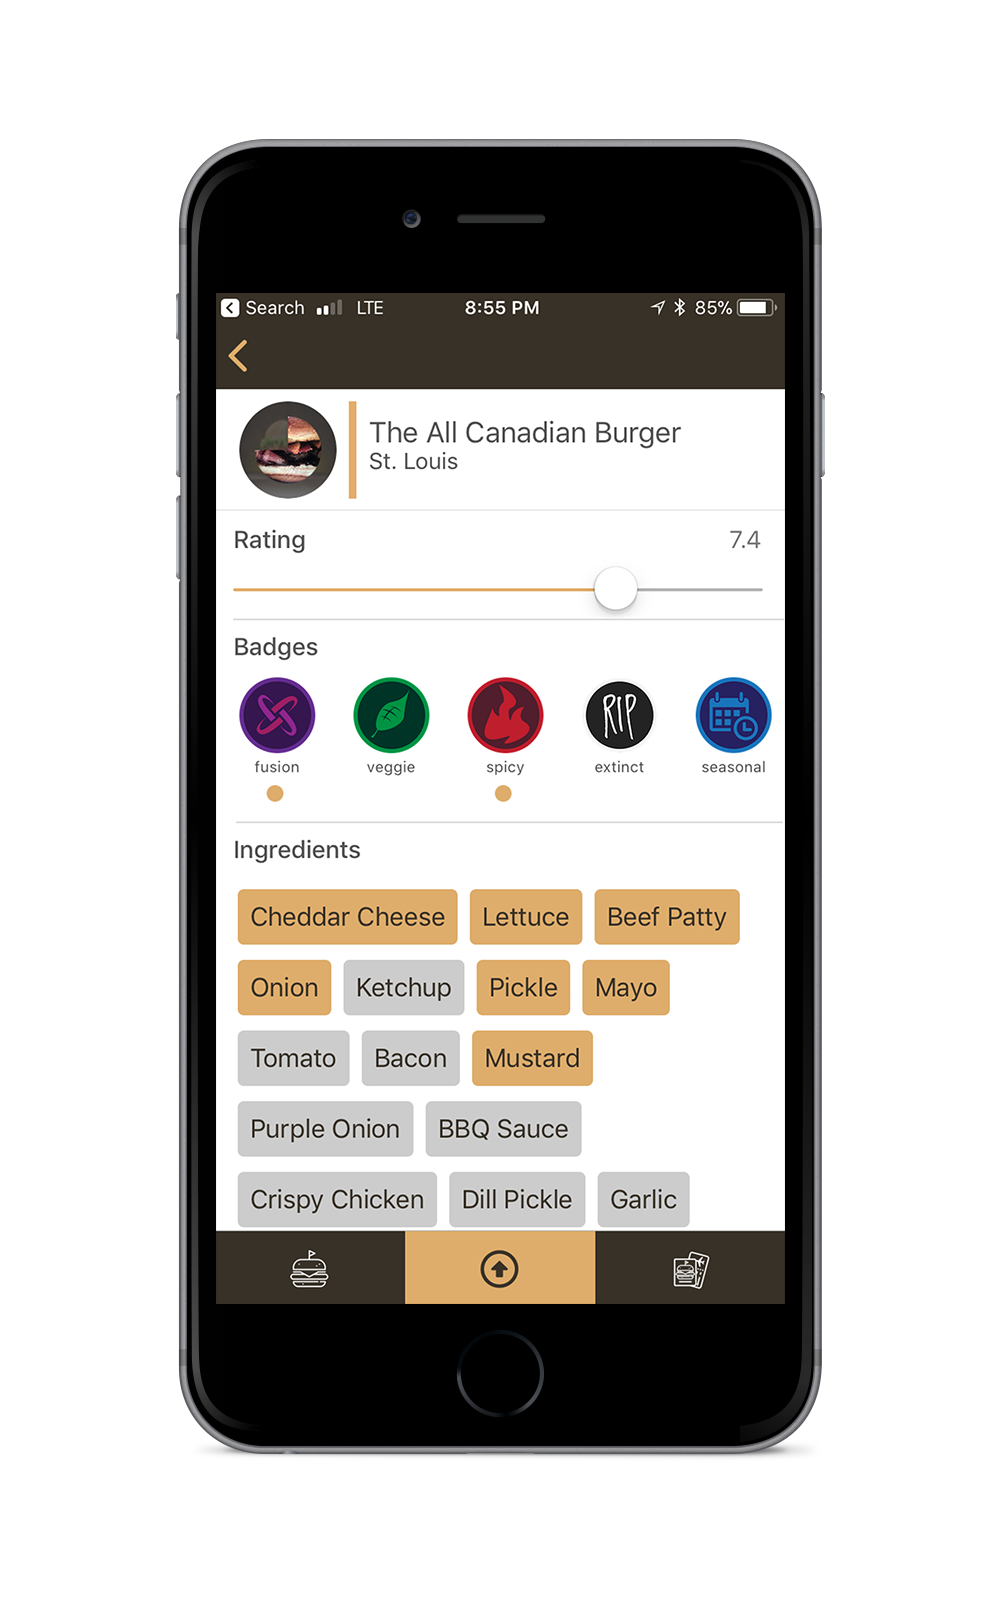 Search LTE 8:55 PM 85%
The All Canadian Burger
St. Louis
Rating 7.4
Badges
RIP
fusion veggie spicy extinct seasonal
Ingredients
Cheddar Cheese Lettuce Beef Patty
Onion Ketchup Pickle Mayo
Tomato Bacon Mustard
Purple Onion BBQ Sauce
Crispy Chicken Dill Pickle Garlic